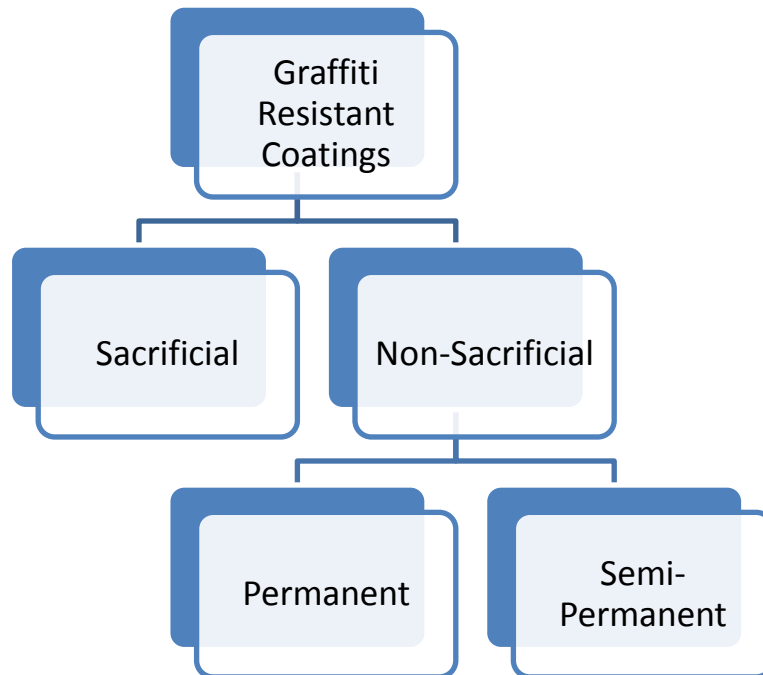 Graffiti
Resistant
Coatings
Sacrificial
Non-Sacrificial
Permanent
Semi-
Permanent